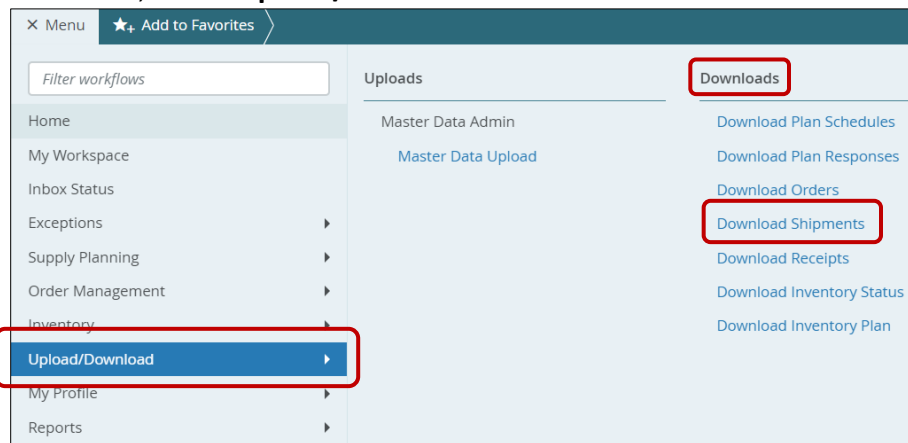 × Menu ★+ Add to Favorites
Filter workflows
Home
My Workspace
Inbox Status
Exceptions
Supply Planning
Order Management
Inventory
Upload/Download
My Profile
Reports
Uploads
Master Data Admin
Master Data Upload
Downloads
Download Plan Schedules
Download Plan Responses
Download Orders
Download Shipments
Download Receipts
Download Inventory Status
Download Inventory Plan